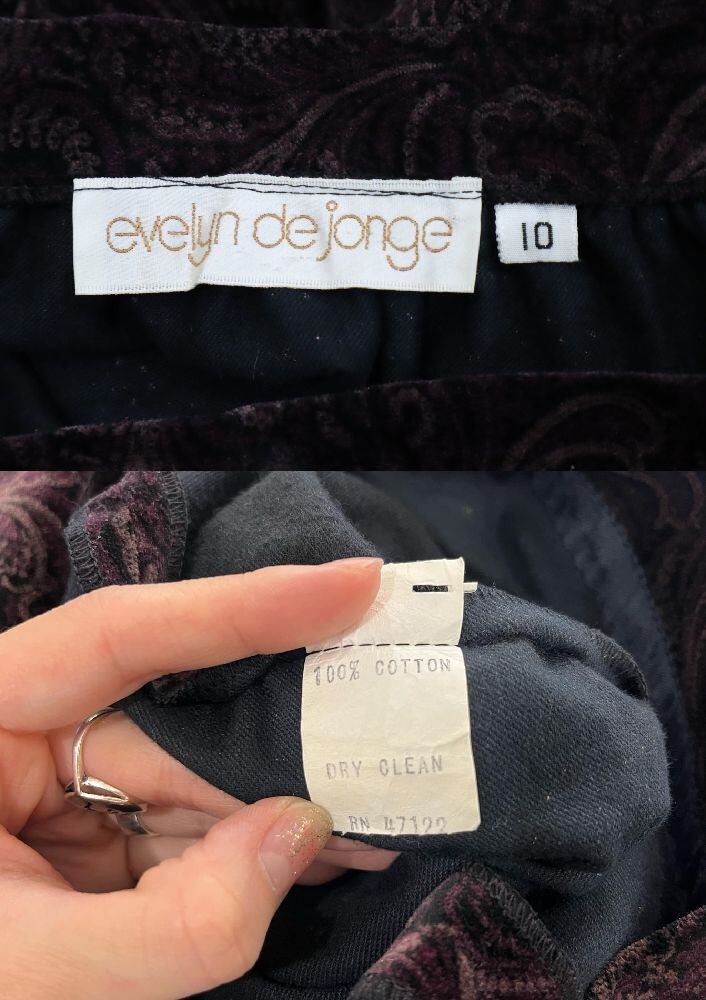 evelyn de jonge
10
100% COTTON
DRY CLEAN
RN 47122